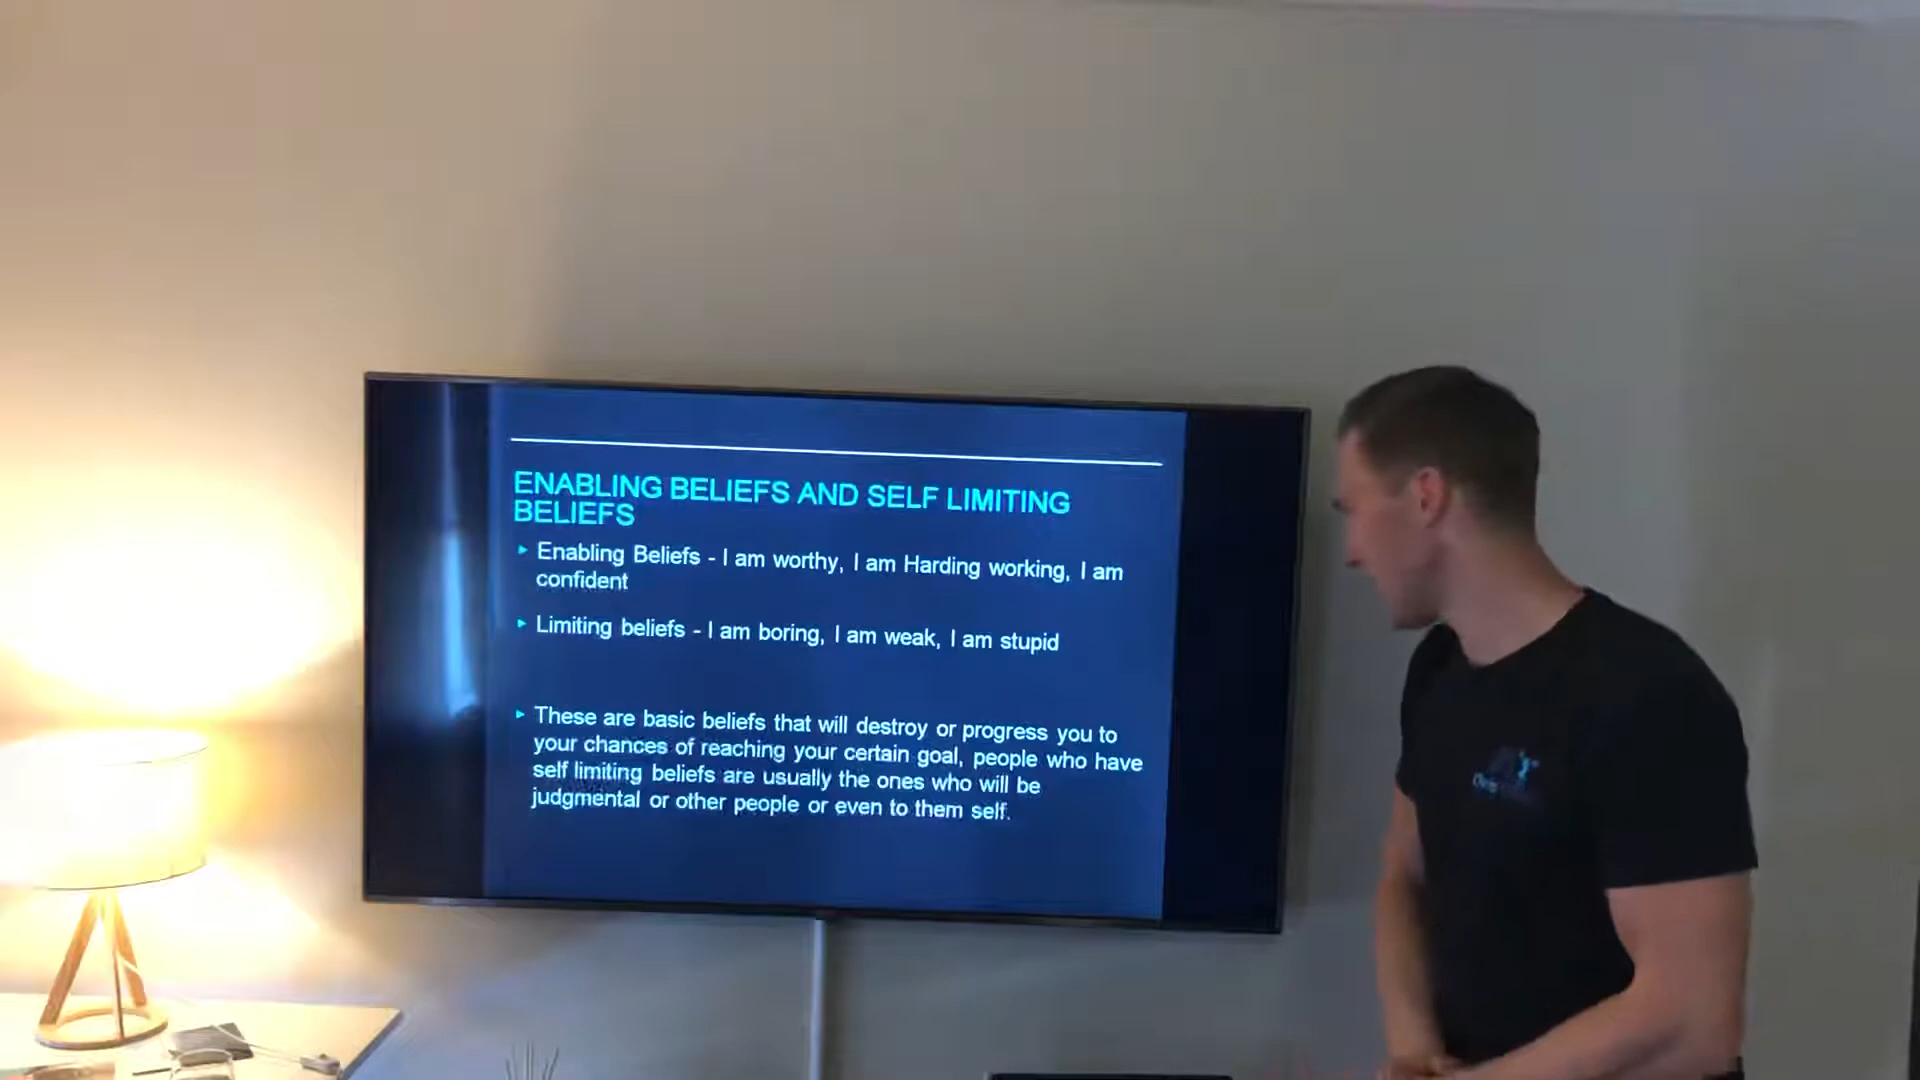 ENABLING BELIEFS AND SELF LIMITING
BELIEFS
Enabling Beliefs - I am worthy, I am Harding working, I am
confident
Limiting beliefs - I am boring, I am weak, I am stupid
These are basic beliefs that will destroy or progress you to
your chances of reaching your certain goal, people who have
self limiting beliefs are usually the ones who will be
judgmental or other people or even to them self.